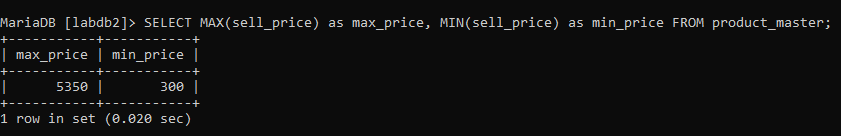 MariaDB [labdb2]> SELECT MAX(sell_price) as max_price, MIN(sell_price) as min_price FROM product_master;
+-----------+-----------+
| max_price | min_price |
+-----------+-----------+
|      5350 |       300 |
+-----------+-----------+
1 row in set (0.020 sec)